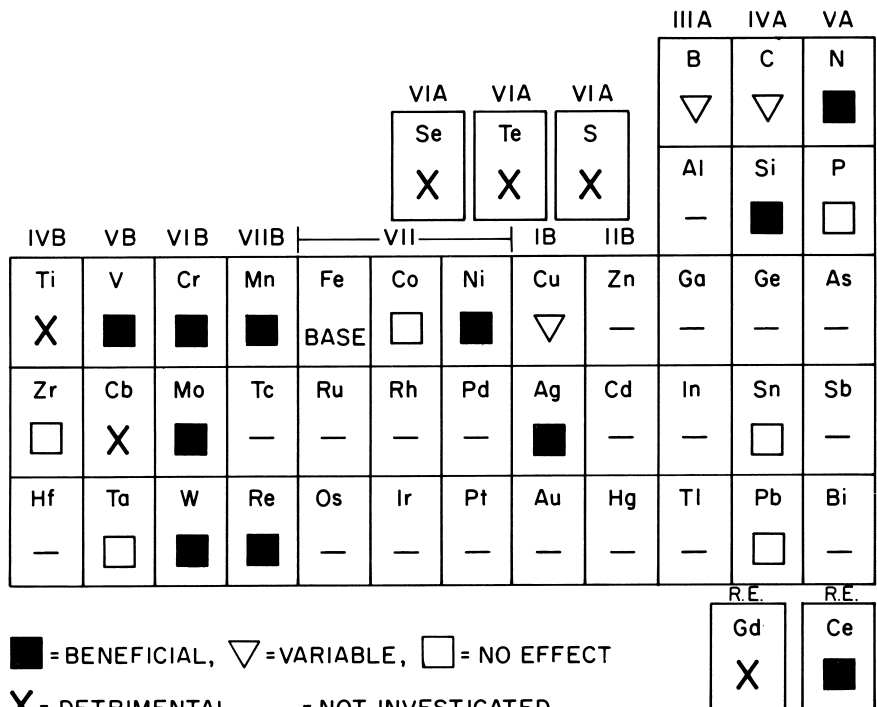 IIIA IVA VA
B C N
VIA VIA VIA
Se Te S
X X X
Al Si P
—
IVB VB VIB VIIB VII IB IIB
Ti V Cr Mn Fe Co Ni Cu Zn Ga Ge As
X BASE — — — —
Zr Cb Mo Tc Ru Rh Pd Ag Cd In Sn Sb
X — — — — — — —
Hf Ta W Re Os Ir Pt Au Hg Tl Pb Bi
— — — — — — — —
R.E. R.E.
Gd Ce
X
= BENEFICIAL, = VARIABLE, = NO EFFECT
X = DETRIMENTAL = NOT INVESTIGATED